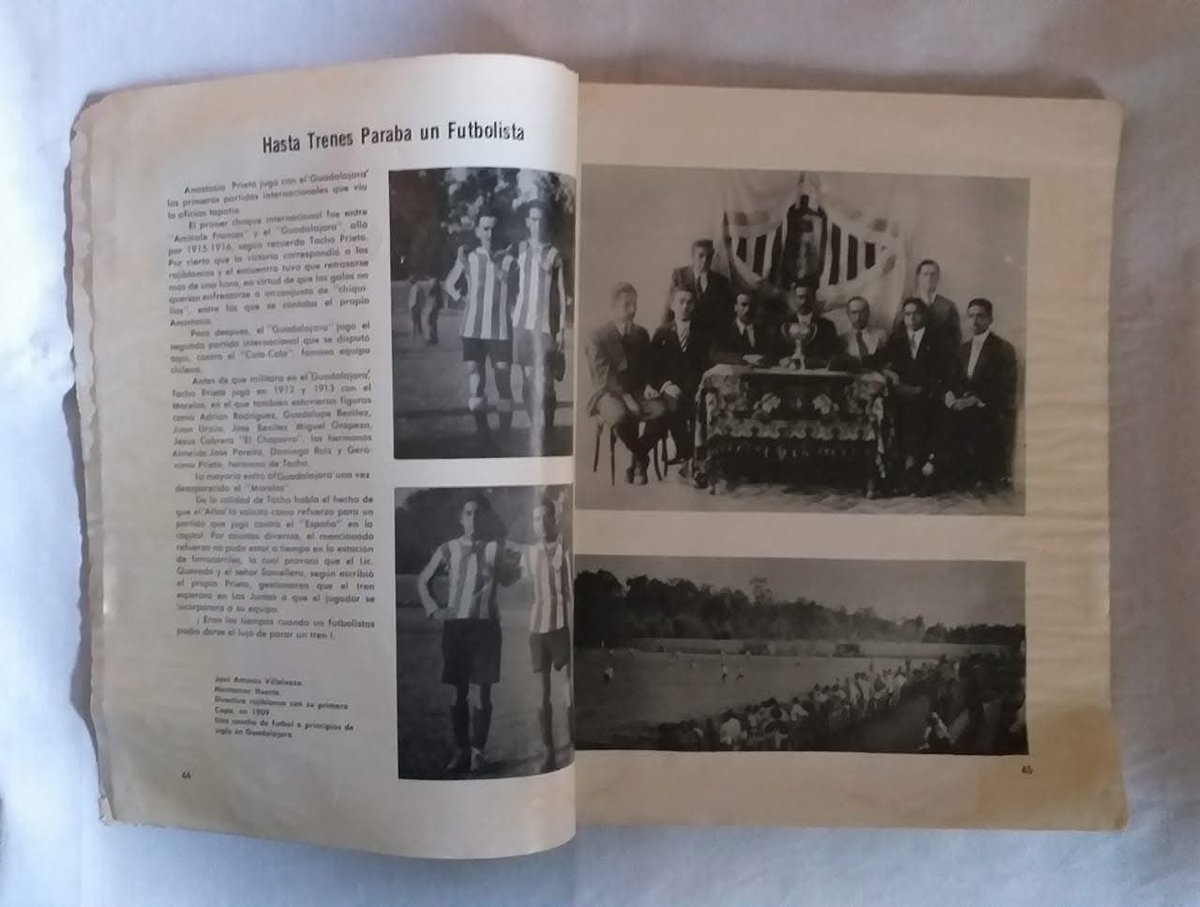 Hasta Trenes Paraba un Futbolista
Anastasio Prieto jugó con el "Guadalajara"
los primeros partidos internacionales que vio
la afición tapatía.
El primer choque internacional fue entre
"Amicale Francés" y el "Guadalajara", allá
por 1915-1916, según recuerda Tacho Prieto.
Por cierto que la victoria correspondió a los
rojiblancos y el encuentro tuvo que retrasarse
mas de una hora, en virtud de que los galos no
querían enfrentarse a un conjunto de "chiqui-
llos", entre los que se contaba el propio
Anastasio.
Poco después, el "Guadalajara" jugó el
segundo partido internacional que se disputó
aquí, contra el "Colo-Colo" famoso equipo
chileno.
Antes de que militara en el "Guadalajara",
Tacho Prieto jugó en 1912 y 1913 con el
Morelos, en el que también estuvieron figuras
como Adrián Rodríguez, Guadalupe Benítez,
Juan Ursúa, José Benítez Miguel Oropeza,
Jesús Cabrera "El Chaparro", los hermanos
Almeida José Pereira, Domingo Ruiz y Geró-
nimo Prieto, hermano de Tacho.
La mayoría entró al "Guadalajara" una vez
desaparecido el "Morelos"
De la calidad de Tacho habla el hecho de
que el "Atlas" lo solicitó como refuerzo para un
partido que jugó contra el "España" en la
capital. Por asuntos diversos, el mencionado
refuerzo no pudo estar a tiempo en la estación
de ferrocarriles, lo cual provocó que el Lic.
Quevedo y el señor Somellera, según escribió
el propio Prieto, gestionaran que el tren
esperara en Las Juntas a que el jugador se
incorporara a su equipo.
¡ Eran los tiempos cuando un futbolista
podía darse el lujo de parar un tren !.
José Antonio Villalvazo.
Hermanos Huerta.
Directiva rojiblanca con su primera
Copa, en 1909
Una cancha de futbol a principios de
siglo en Guadalajara
44
45